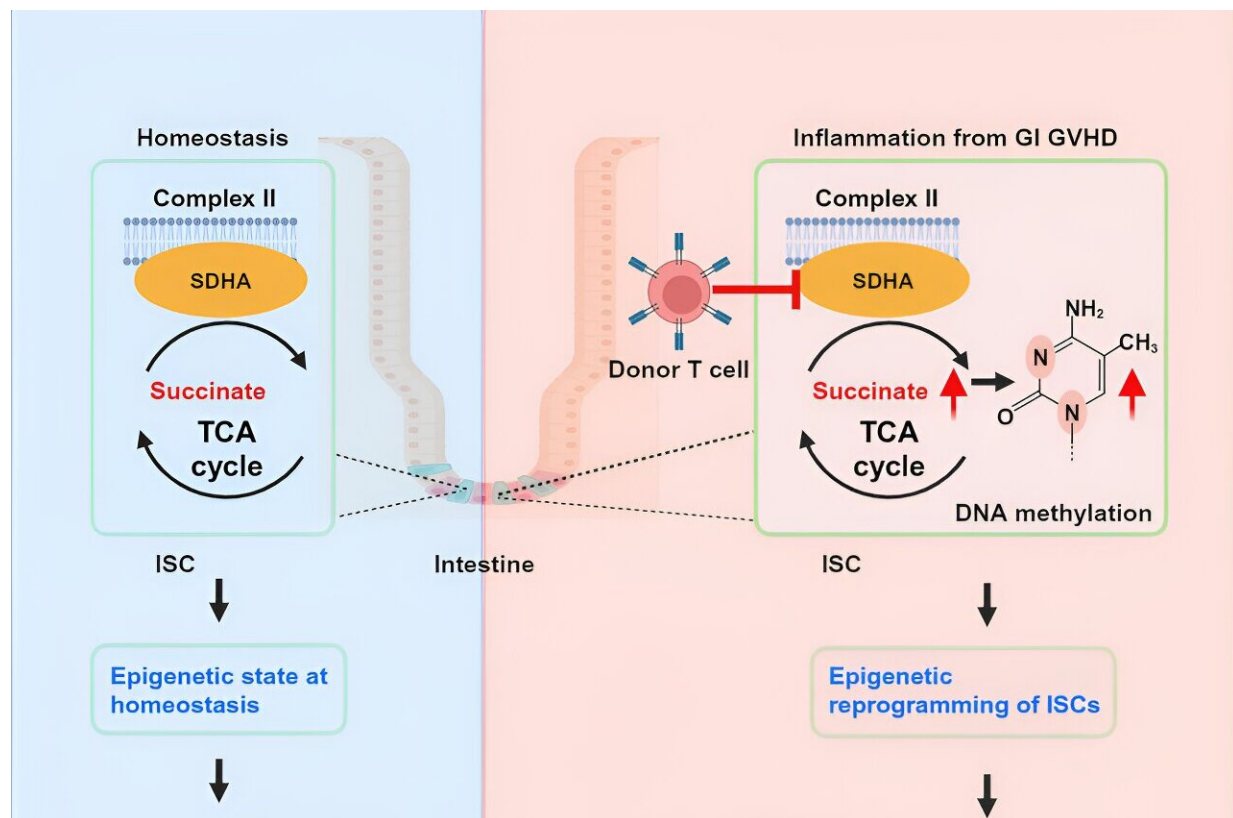 Homeostasis
Complex II
SDHA
Succinate
TCA
cycle
ISC
Epigenetic state at
homeostasis
Intestine
Donor T cell
Inflammation from GI GVHD
Complex II
SDHA
Succinate
TCA
cycle
NH₂
N
CH₃
O
N
DNA methylation
ISC
Epigenetic
reprogramming of ISCs